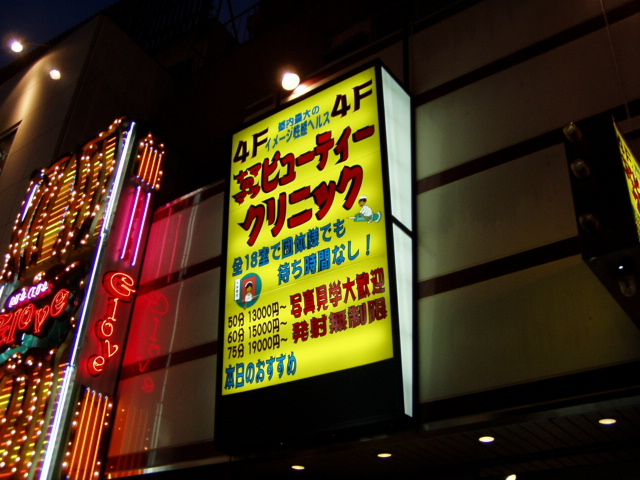 4F 都内最大の 4F
イメージ性感ヘルス
ビューティー
クリニック
全18室で団体様でも
待ち時間なし!
50分 13000円~
60分 15000円~
75分 19000円~
写真見学大歓迎
発射無制限
本日のおすすめ
Glove
Glove